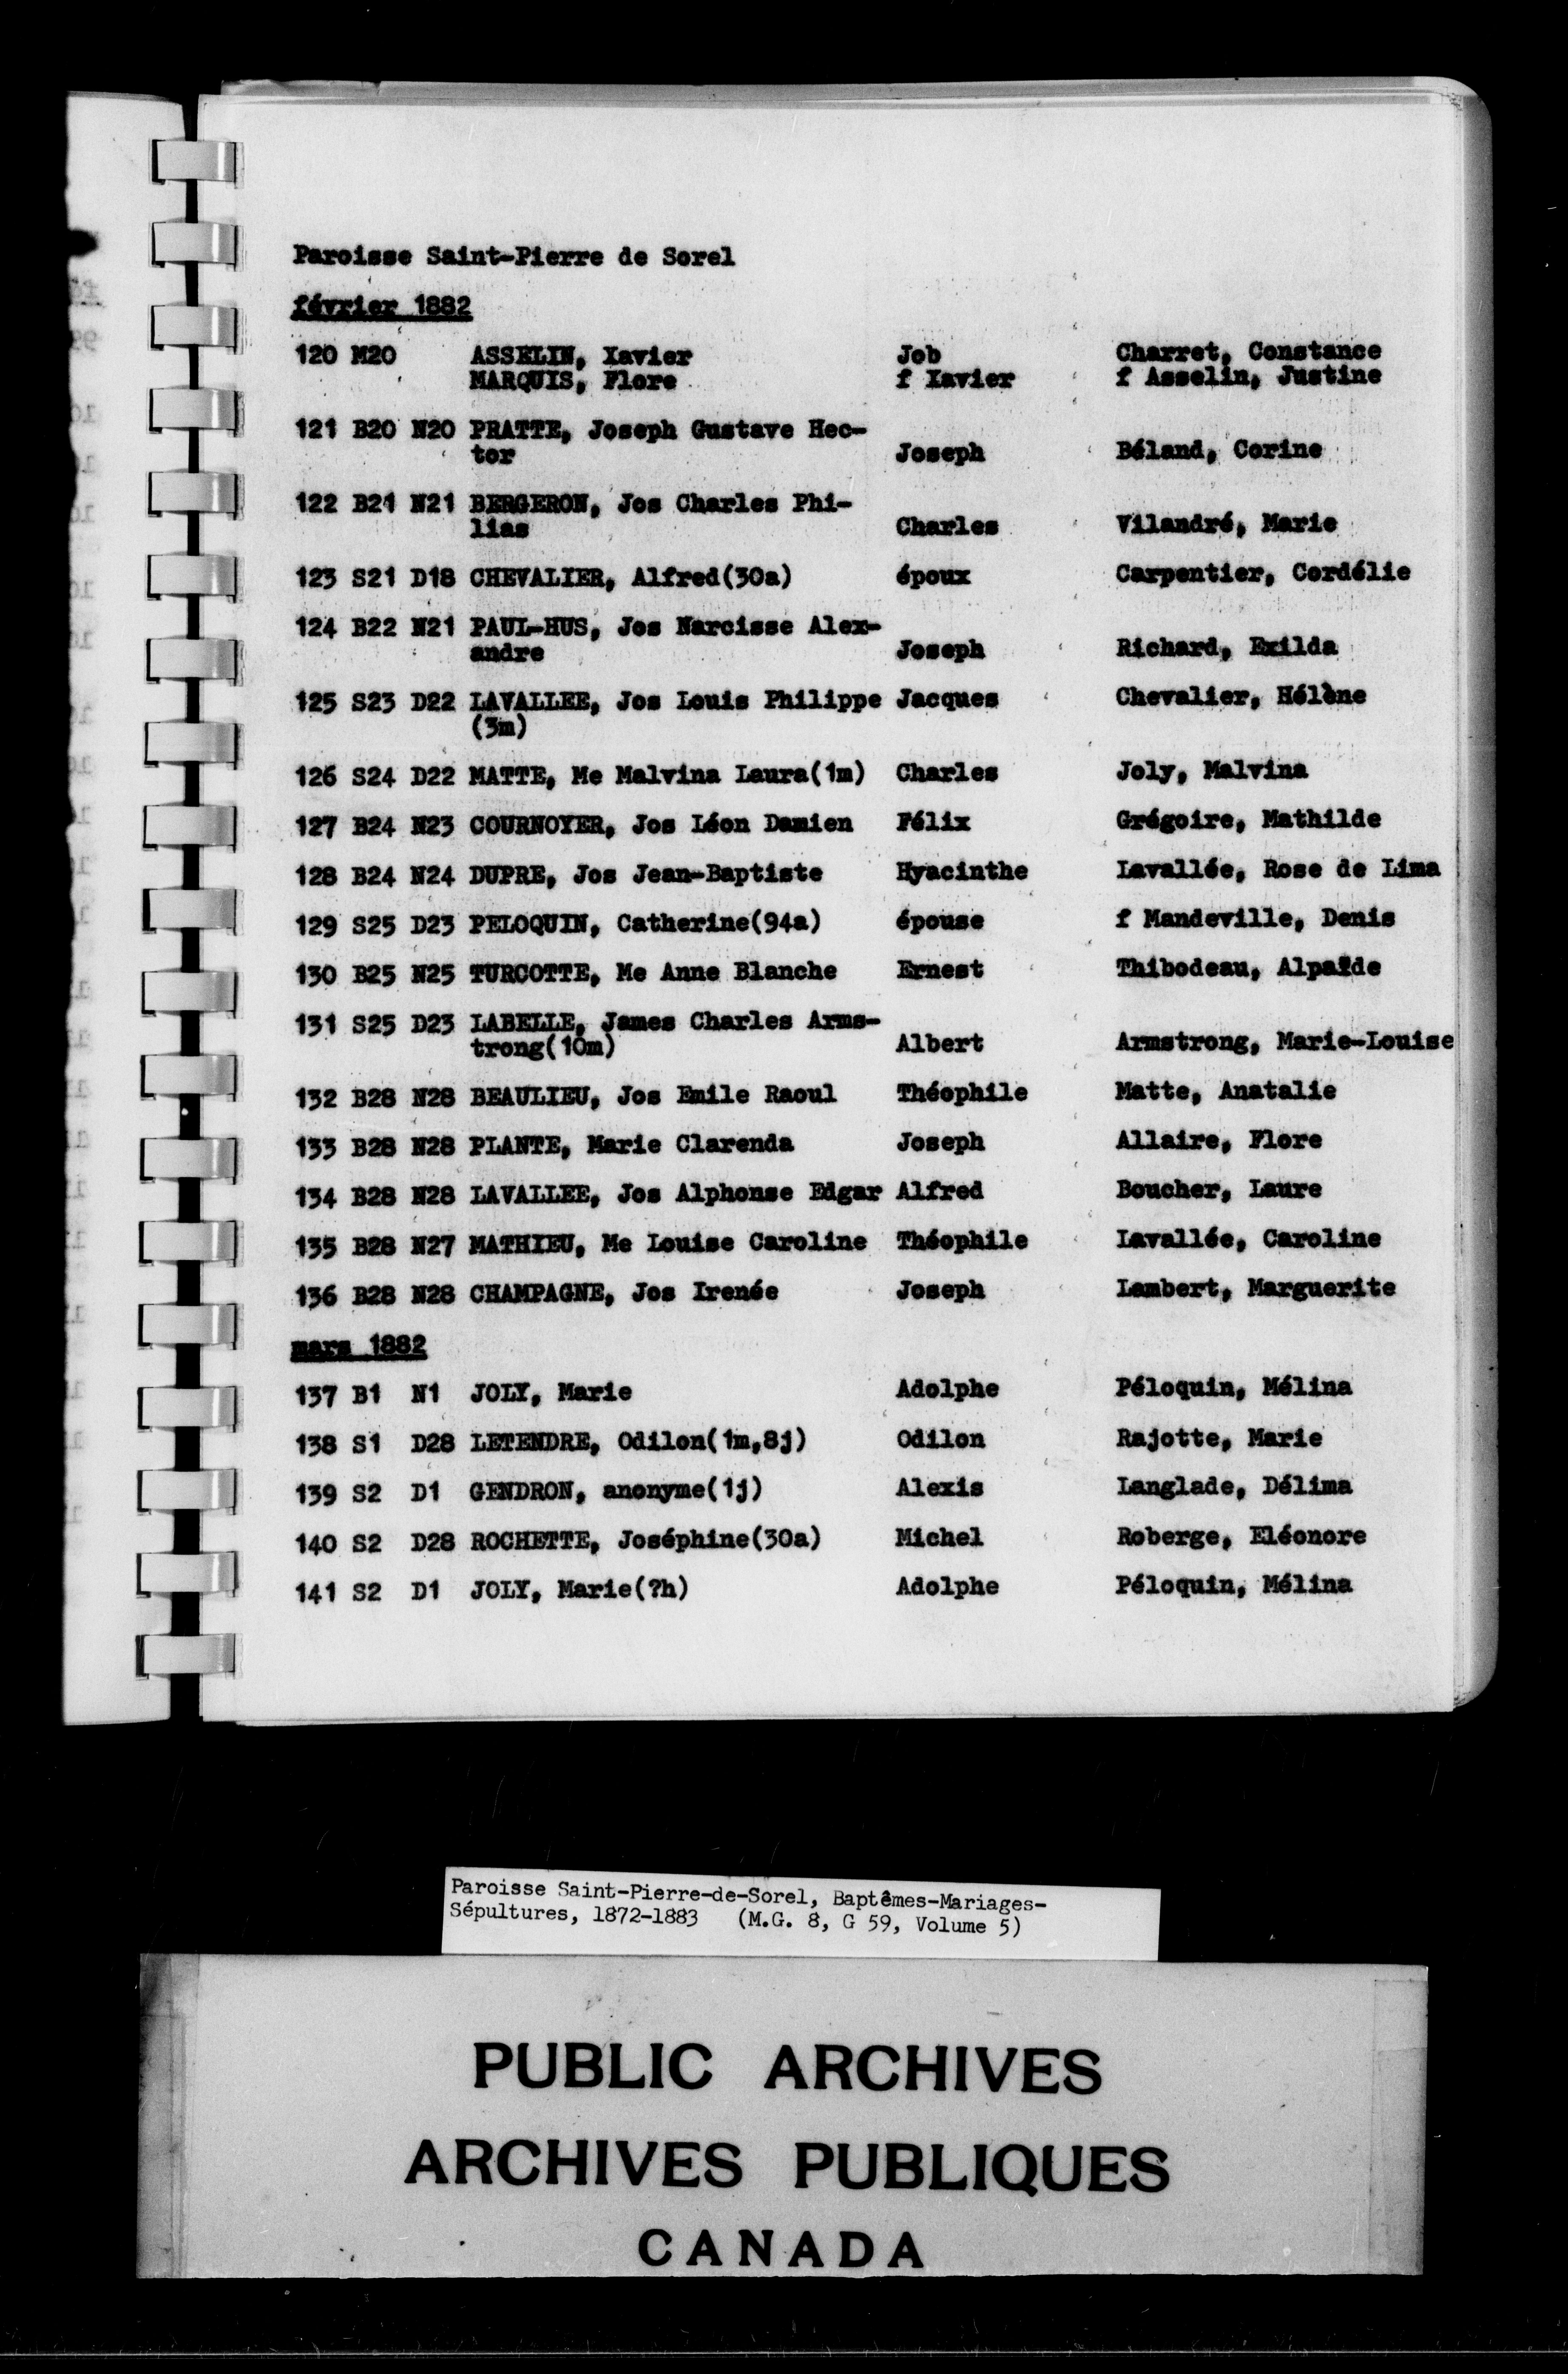 Paroisse Saint-Pierre de Sorel
février 1882
120 M20 ASSELIN, Xavier Job Charret, Constance
MARQUIS, Flore f Xavier f Asselin, Justine
121 B20 N20 PRATTE, Joseph Gustave Hec-
tor Joseph Béland, Corine
122 B21 N21 BERGERON, Jos Charles Phi-
lias Charles Vilandré, Marie
123 S21 D18 CHEVALIER, Alfred(30a) époux Carpentier, Cordélie
124 B22 N21 PAUL-HUS, Jos Narcisse Alex-
andre Joseph Richard, Exilda
125 S23 D22 LAVALLEE, Jos Louis Philippe Jacques Chevalier, Hélène
(3m)
126 S24 D22 MATTE, Me Malvina Laura(1m) Charles Joly, Malvina
127 B24 N23 COURNOYER, Jos Léon Damien Félix Grégoire, Mathilde
128 B24 N24 DUPRE, Jos Jean-Baptiste Hyacinthe Lavallée, Rose de Lima
129 S25 D23 PELOQUIN, Catherine(94a) épouse f Mandeville, Denis
130 B25 N25 TURCOTTE, Me Anne Blanche Ernest Thibodeau, Alpaîde
131 S25 D23 LABELLE, James Charles Arms-
trong(10m) Albert Armstrong, Marie-Louise
132 B28 N28 BEAULIEU, Jos Emile Raoul Théophile Matte, Anatalie
133 B28 N28 PLANTE, Marie Clarenda Joseph Allaire, Flore
134 B28 N28 LAVALLEE, Jos Alphonse Edgar Alfred Boucher, Laure
135 B28 N27 MATHIEU, Me Louise Caroline Théophile Lavallée, Caroline
136 B28 N28 CHAMPAGNE, Jos Irenée Joseph Lambert, Marguerite
mars 1882
137 B1 N1 JOLY, Marie Adolphe Péloquin, Mélina
138 S1 D28 LETENDRE, Odilon(1m,8j) Odilon Rajotte, Marie
139 S2 D1 GENDRON, anonyme(1j) Alexis Langlade, Délima
140 S2 D28 ROCHETTE, Joséphine(30a) Michel Roberge, Eléonore
141 S2 D1 JOLY, Marie(?h) Adolphe Péloquin, Mélina
Paroisse Saint-Pierre-de-Sorel, Baptêmes-Mariages-
Sépultures, 1872-1883 (M.G. 8, G 59, Volume 5)
PUBLIC ARCHIVES
ARCHIVES PUBLIQUES
CANADA